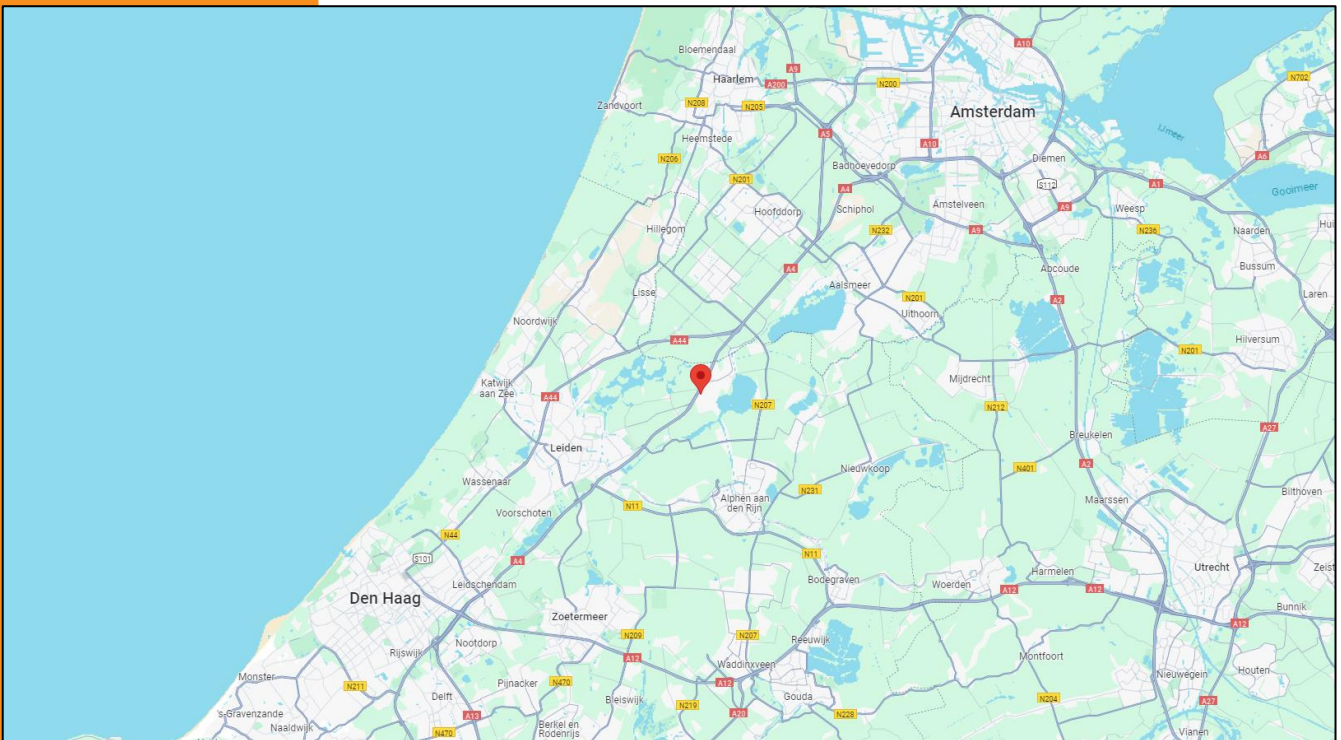 Bloemendaal
A10
A9
Haarlem
A200
N200
N702
Zandvoort
N208
N205
Amsterdam
A5
IJmeer
Heemstede
A10
N206
Badhoevedorp
Diemen
A6
N201
A4
S112
A1
Gooimeer
Hoofddorp
Schiphol
Amstelveen
A9
Weesp
Hillegom
N232
A9
N236
Naarden
Hui
A4
Abcoude
Bussum
Lisse
Aalsmeer
N201
A2
Laren
Noordwijk
Uithoorn
A44
Hilversum
N201
Katwijk
aan Zee
Mijdrecht
A44
N207
N212
A27
Breukelen
Leiden
A2
Nieuwkoop
N401
Wassenaar
N231
Bilthoven
Alphen aan
den Rijn
Maarssen
Voorschoten
N11
N44
S101
A4
N11
Utrecht
Zeist
Leidschendam
Bodegraven
Woerden
Harmelen
A12
A12
Den Haag
Bunnik
Zoetermeer
A12
N209
N207
Reeuwijk
Nootdorp
Rijswijk
A12
Waddinxveen
Montfoort
Monster
Nieuwegein
Houten
N211
Pijnacker
N470
A12
Delft
Gouda
N204
A27
Bleiswijk
N219
's-Gravenzande
A13
A20
N228
Naaldwijk
N470
Berkel en
Rodenrijs
Vianen